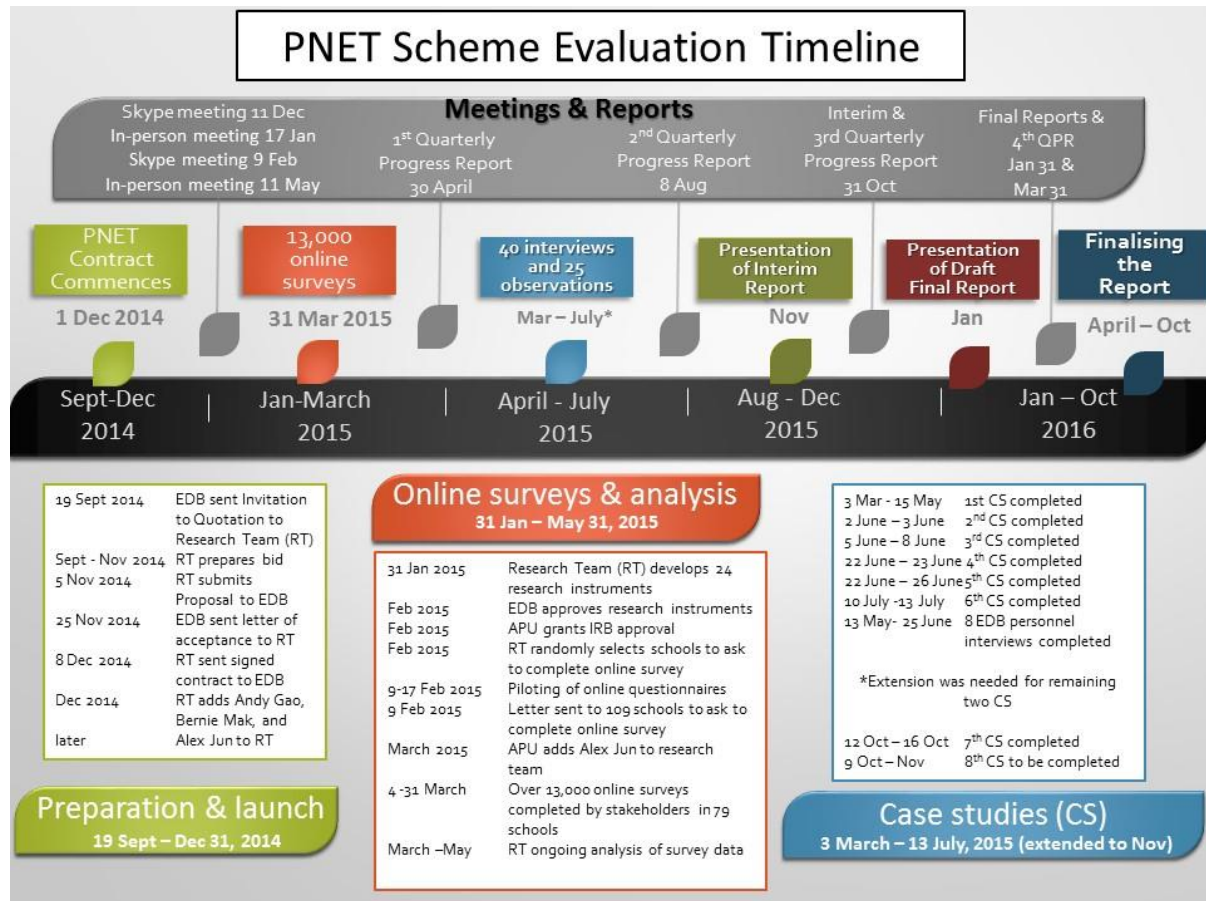 PNET Scheme Evaluation Timeline
Meetings & Reports
Skype meeting 11 Dec
In-person meeting 17 Jan
Skype meeting 9 Feb
In-person meeting 11 May
1st Quarterly
Progress Report
30 April
2nd Quarterly
Progress Report
8 Aug
Interim &
3rd Quarterly
Progress Report
31 Oct
Final Reports &
4th QPR
Jan 31 &
Mar 31
PNET
Contract
Commences
1 Dec 2014
13,000
online
surveys
31 Mar 2015
40 interviews
and 25
observations
Mar – July*
Presentation
of Interim
Report
Nov
Presentation
of Draft
Final Report
Jan
Finalising
the
Report
April – Oct
Sept-Dec
2014
Jan-March
2015
April - July
2015
Aug - Dec
2015
Jan – Oct
2016
19 Sept 2014 EDB sent Invitation
to Quotation to
Research Team (RT)
Sept - Nov 2014 RT prepares bid
5 Nov 2014 RT submits
Proposal to EDB
25 Nov 2014 EDB sent letter of
acceptance to RT
8 Dec 2014 RT sent signed
contract to EDB
Dec 2014 RT adds Andy Gao,
Bernie Mak, and
later Alex Jun to RT
Preparation & launch
19 Sept – Dec 31, 2014
Online surveys & analysis
31 Jan – May 31, 2015
31 Jan 2015 Research Team (RT) develops 24
research instruments
Feb 2015 EDB approves research instruments
Feb 2015 APU grants IRB approval
Feb 2015 RT randomly selects schools to ask
to complete online survey
9-17 Feb 2015 Piloting of online questionnaires
9 Feb 2015 Letter sent to 109 schools to ask to
complete online survey
March 2015 APU adds Alex Jun to research
team
4 -31 March Over 13,000 online surveys
completed by stakeholders in 79
schools
March –May RT ongoing analysis of survey data
3 Mar - 15 May 1st CS completed
2 June – 3 June 2nd CS completed
5 June – 8 June 3rd CS completed
22 June – 23 June 4th CS completed
22 June – 26 June 5th CS completed
10 July -13 July 6th CS completed
13 May- 25 June 8 EDB personnel
interviews completed
*Extension was needed for remaining
two CS
12 Oct – 16 Oct 7th CS completed
9 Oct – Nov 8th CS to be completed
Case studies (CS)
3 March – 13 July, 2015 (extended to Nov)